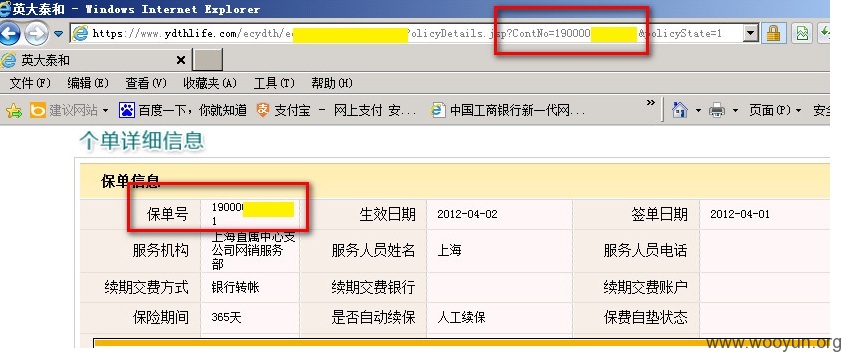 英大泰和 - Windows Internet Explorer
https://www.ydthlife.com/ecydth/e olicyDetails.jsp?ContNo=190000 &policyState=1
英大泰和
文件(F) 编辑(E) 查看(V) 收藏夹(A) 工具(T) 帮助(H)
建议网站 百度一下，你就知道 支付宝 - 网上支付 安... 中国工商银行新一代网... » 页面(P) 安全
个单详细信息
保单信息
保单号 19000 1 生效日期 2012-04-02 签单日期 2012-04-01
服务机构 上海直属中心支公司网销服务部 服务人员姓名 上海 服务人员电话
续期交费方式 银行转帐 续期交费银行 续期交费账户
保险期间 365天 是否自动续保 人工续保 保费自垫状态
www.wooyun.org